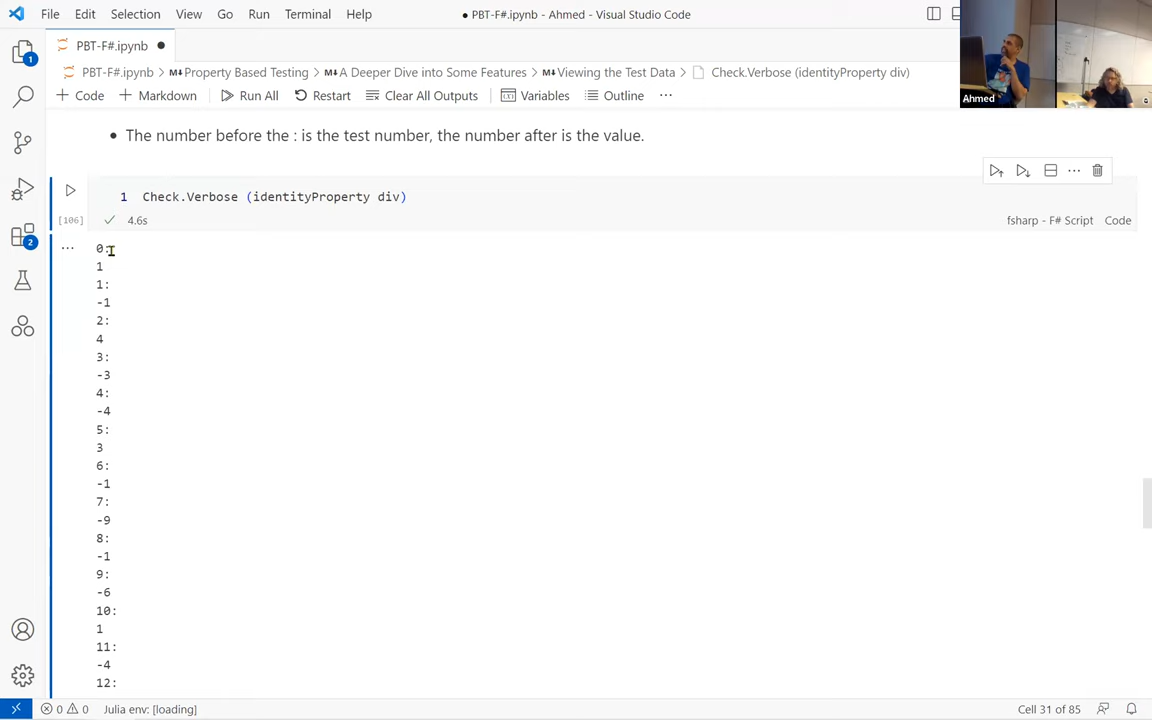 File Edit Selection View Go Run Terminal Help
● PBT-F#.ipynb - Ahmed - Visual Studio Code
PBT-F#.ipynb ●
PBT-F#.ipynb > M↓Property Based Testing > M↓A Deeper Dive into Some Features > M↓Viewing the Test Data > Check.Verbose (identityProperty div)
+ Code + Markdown Run All Restart Clear All Outputs Variables Outline ...
Ahmed
• The number before the : is the test number, the number after is the value.
1 Check.Verbose (identityProperty div)
[106] ✓ 4.6s
fsharp - F# Script Code
... 0:
1
1:
-1
2:
4
3:
-3
4:
-4
5:
3
6:
-1
7:
-9
8:
-1
9:
-6
10:
1
11:
-4
12:
1
2
0 0 Julia env: [loading]
Cell 31 of 85